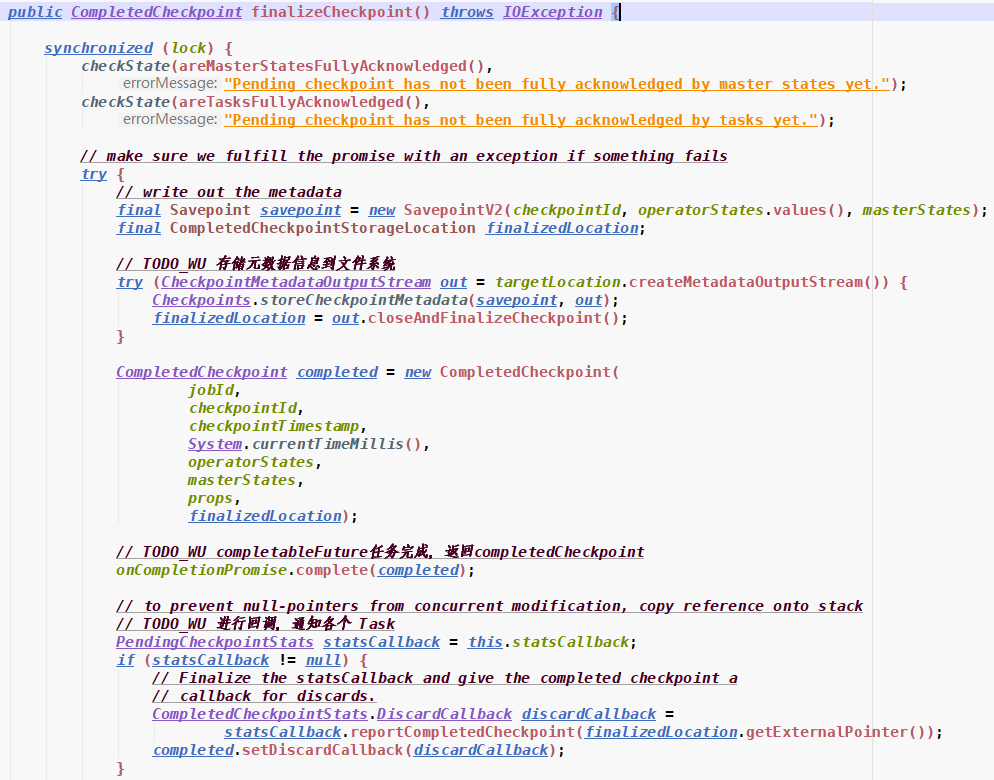 public CompletedCheckpoint finalizeCheckpoint() throws IOException {
synchronized (lock) {
checkState(areMasterStatesFullyAcknowledged(),
errorMessage: "Pending checkpoint has not been fully acknowledged by master states yet.");
checkState(areTasksFullyAcknowledged(),
errorMessage: "Pending checkpoint has not been fully acknowledged by tasks yet.");
// make sure we fulfill the promise with an exception if something fails
try {
// write out the metadata
final Savepoint savepoint = new SavepointV2(checkpointId, operatorStates.values(), masterStates);
final CompletedCheckpointStorageLocation finalizedLocation;
// TODO_WU 存储元数据信息到文件系统
try (CheckpointMetadataOutputStream out = targetLocation.createMetadataOutputStream()) {
Checkpoints.storeCheckpointMetadata(savepoint, out);
finalizedLocation = out.closeAndFinalizeCheckpoint();
}
CompletedCheckpoint completed = new CompletedCheckpoint(
jobId,
checkpointId,
checkpointTimestamp,
System.currentTimeMillis(),
operatorStates,
masterStates,
props,
finalizedLocation);
// TODO_WU completableFuture任务完成，返回completedCheckpoint
onCompletionPromise.complete(completed);
// to prevent null-pointers from concurrent modification, copy reference onto stack
// TODO_WU 进行回调，通知各个 Task
PendingCheckpointStats statsCallback = this.statsCallback;
if (statsCallback != null) {
// Finalize the statsCallback and give the completed checkpoint a
// callback for discards.
CompletedCheckpointStats.DiscardCallback discardCallback =
statsCallback.reportCompletedCheckpoint(finalizedLocation.getExternalPointer());
completed.setDiscardCallback(discardCallback);
}